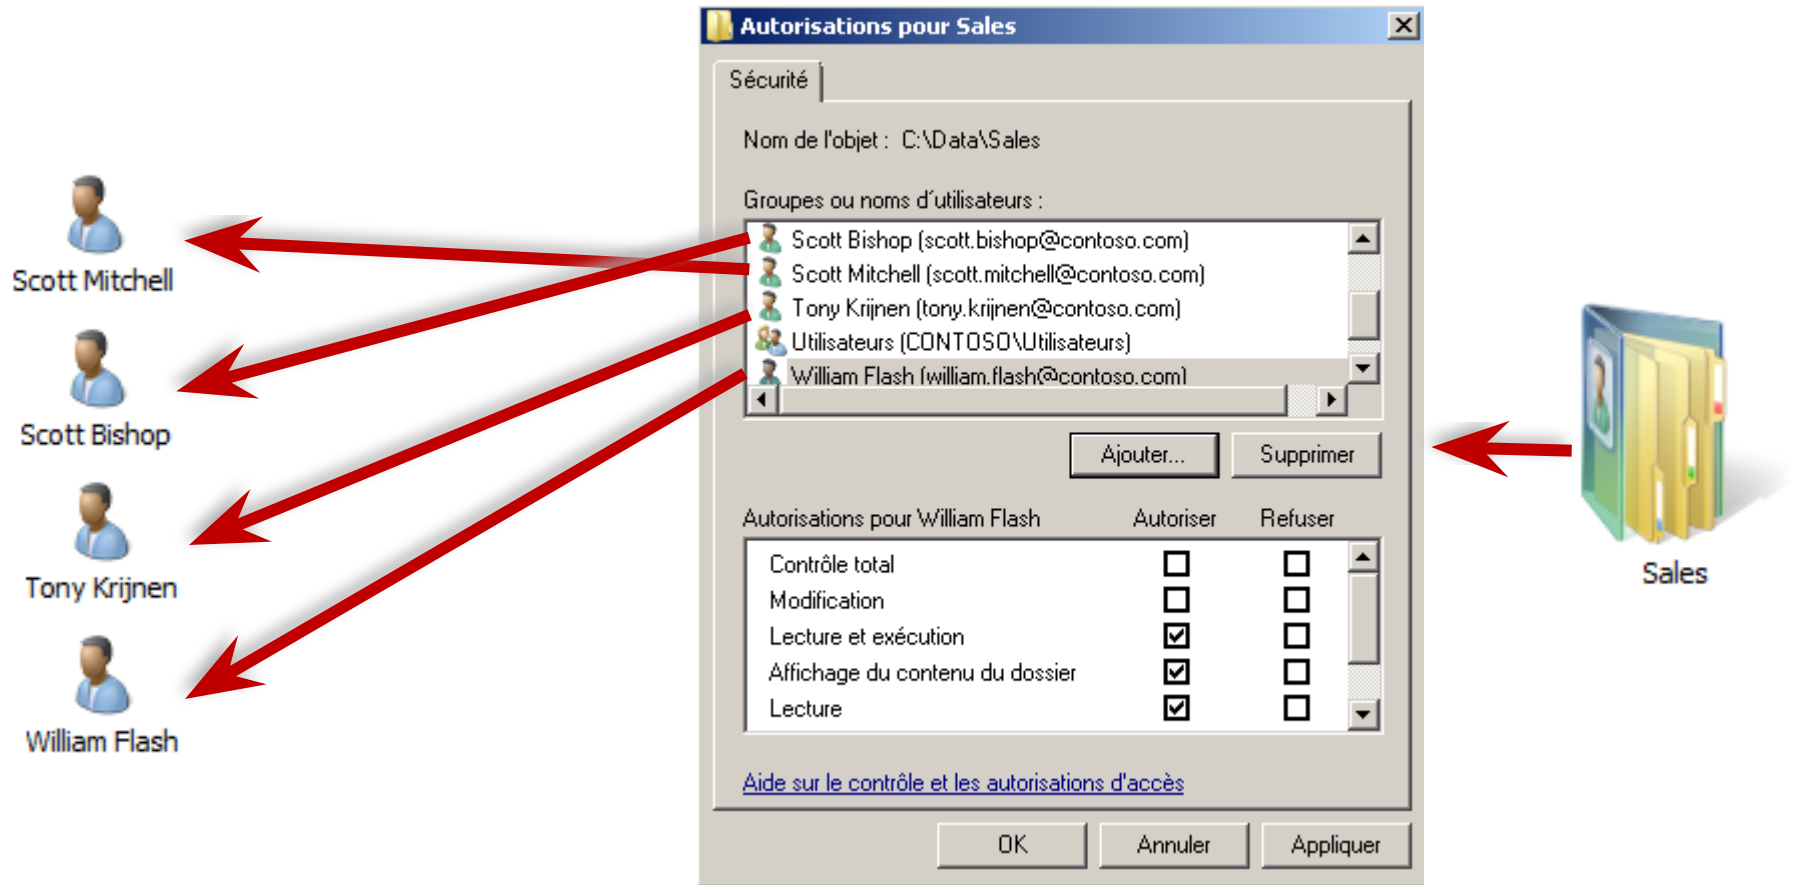 Autorisations pour Sales
Sécurité
Nom de l'objet : C:\Data\Sales
Groupes ou noms d'utilisateurs :
Scott Bishop (scott.bishop@contoso.com)
Scott Mitchell (scott.mitchell@contoso.com)
Tony Krijnen (tony.krijnen@contoso.com)
Utilisateurs (CONTOSO\Utilisateurs)
William Flash (william.flash@contoso.com)
Ajouter... Supprimer
Autorisations pour William Flash Autoriser Refuser
Contrôle total
Modification
Lecture et exécution
Affichage du contenu du dossier
Lecture
Aide sur le contrôle et les autorisations d'accès
OK Annuler Appliquer
Scott Mitchell
Scott Bishop
Tony Krijnen
William Flash
Sales